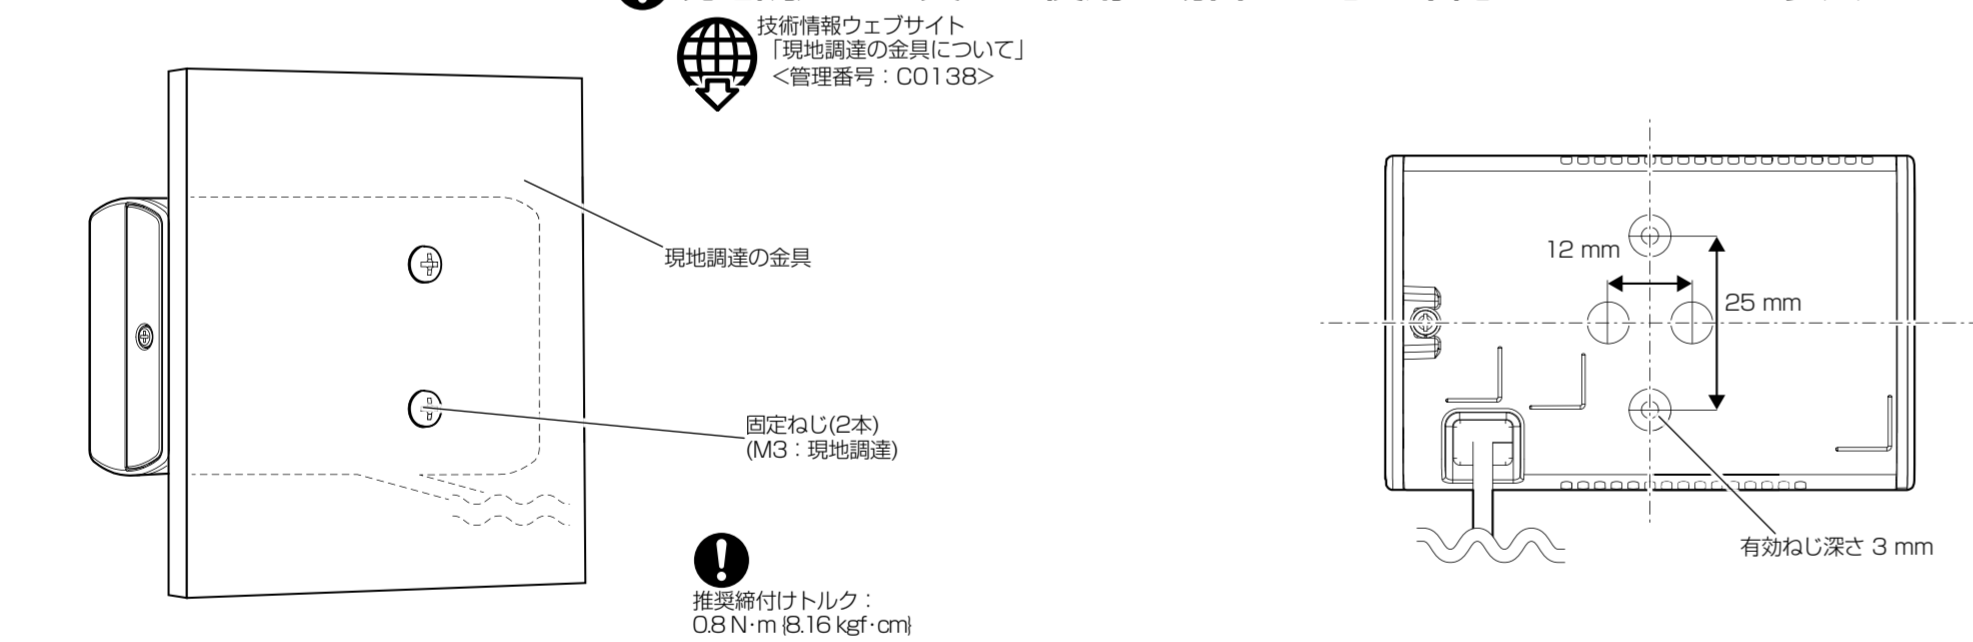 技術情報ウェブサイト
「現地調達の金具について」
<管理番号：C0138>
現地調達の金具
固定ねじ(2本)
(M3：現地調達)
推奨締付けトルク：
0.8 N·m {8.16 kgf·cm}
12 mm
25 mm
有効ねじ深さ 3 mm